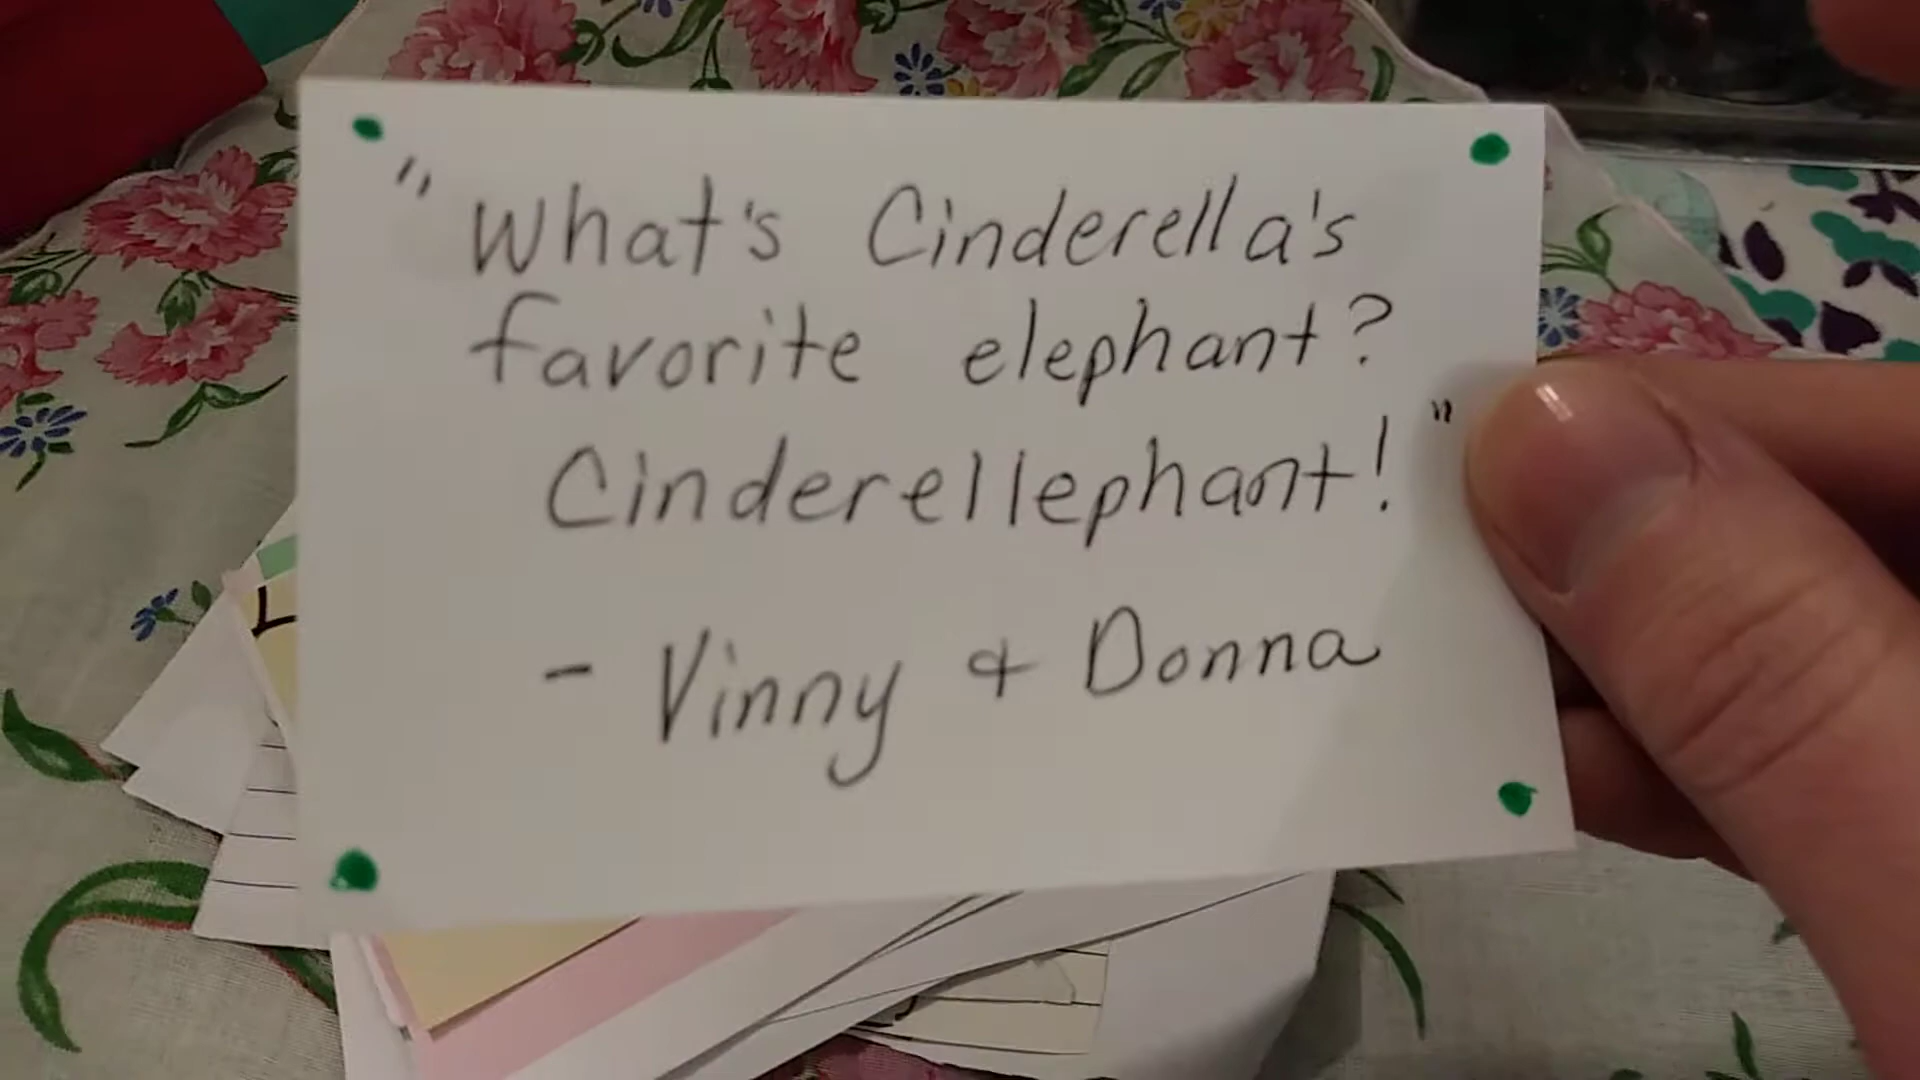 "What's Cinderella's
favorite elephant?
Cinderellephant!"
- Vinny & Donna